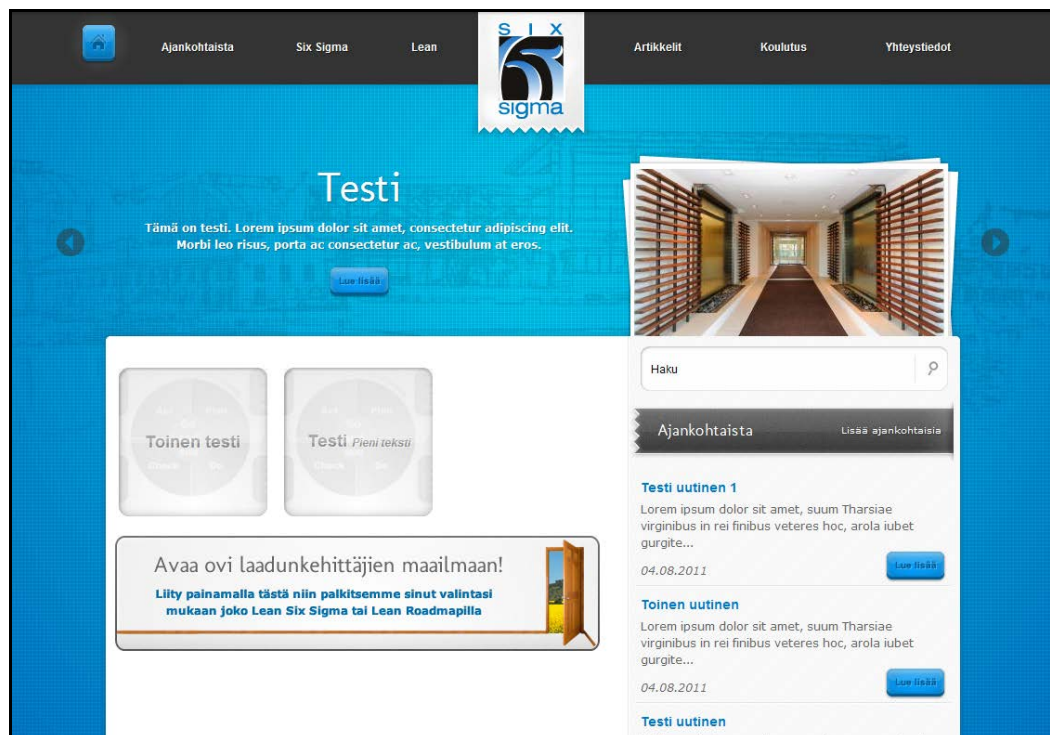 Ajankohtaista
Six Sigma
Lean
SIX
sigma
Artikkelit
Koulutus
Yhteystiedot
Testi
Tämä on testi. Lorem ipsum dolor sit amet, consectetur adipiscing elit.
Morbi leo risus, porta ac consectetur ac, vestibulum at eros.
Lue lisää
Haku
Toinen testi
Testi Pieni teksti
Ajankohtaista
Lisää ajankohtaisia
Testi uutinen 1
Lorem ipsum dolor sit amet, suum Tharsiae
virginibus in rei finibus veteres hoc, arola iubet
gurgite...
04.08.2011
Lue lisää
Avaa ovi laadunkehittäjien maailmaan!
Liity painamalla tästä niin palkitsemme sinut valintasi
mukaan joko Lean Six Sigma tai Lean Roadmapilla
Toinen uutinen
Lorem ipsum dolor sit amet, suum Tharsiae
virginibus in rei finibus veteres hoc, arola iubet
gurgite...
04.08.2011
Lue lisää
Testi uutinen